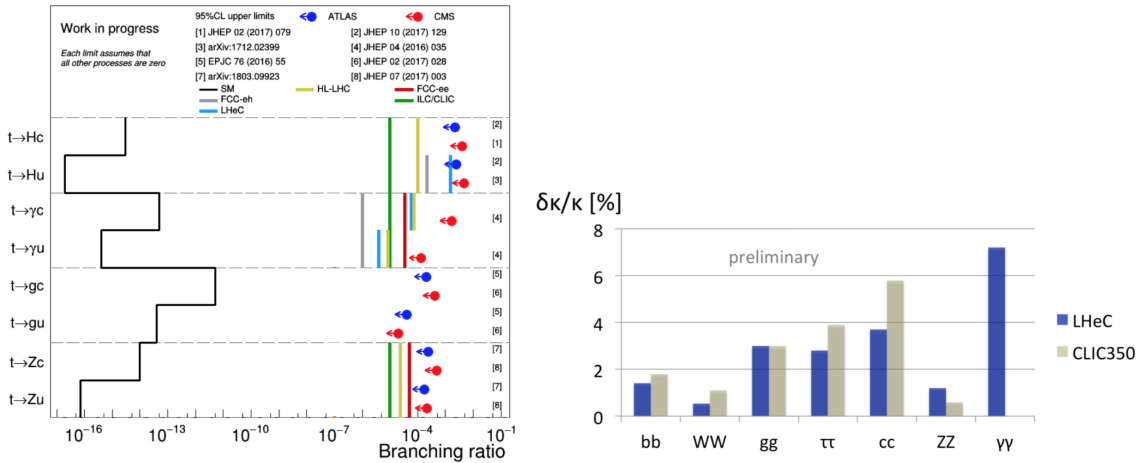 Work in progress
Each limit assumes that
all other processes are zero
95%CL upper limits ATLAS CMS
[1] JHEP 02 (2017) 079 [2] JHEP 10 (2017) 129
[3] arXiv:1712.02399 [4] JHEP 04 (2016) 035
[5] EPJC 76 (2016) 55 [6] JHEP 02 (2017) 028
[7] arXiv:1803.09923 [8] JHEP 07 (2017) 003
SM HL-LHC FCC-ee
FCC-eh ILC/CLIC
LHeC
t→Hc [2]
[1]
t→Hu [2]
[3]
t→γc [4]
t→γu [4]
t→gc [5]
[6]
t→gu [5]
[6]
t→Zc [7]
[8]
t→Zu [7]
[8]
10⁻¹⁶ 10⁻¹³ 10⁻¹⁰ 10⁻⁷ 10⁻⁴ 10⁻¹
Branching ratio
δκ/κ [%]
preliminary
8
6
4
2
0
bb WW gg ττ cc ZZ γγ
LHeC
CLIC350